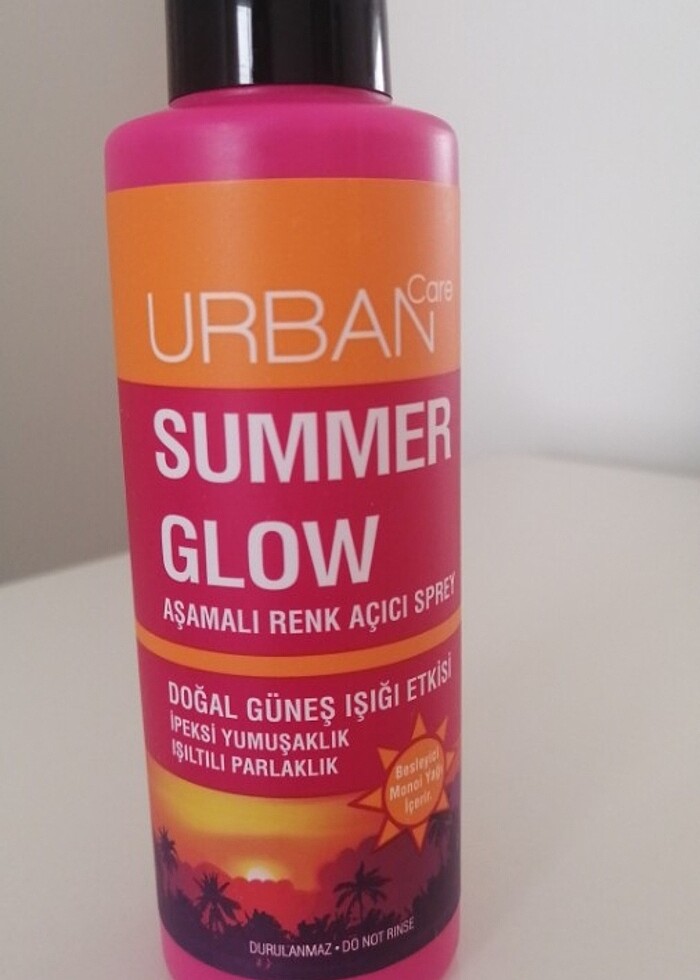 URBAN Care
SUMMER
GLOW
AŞAMALI RENK AÇICI SPREY
DOĞAL GÜNEŞ IŞIĞI ETKİSİ
İPEKSİ YUMUŞAKLIK
IŞILTILI PARLAKLIK
Besleyici
Monoi Yağı
İçerir.
DURULANMAZ • DO NOT RINSE